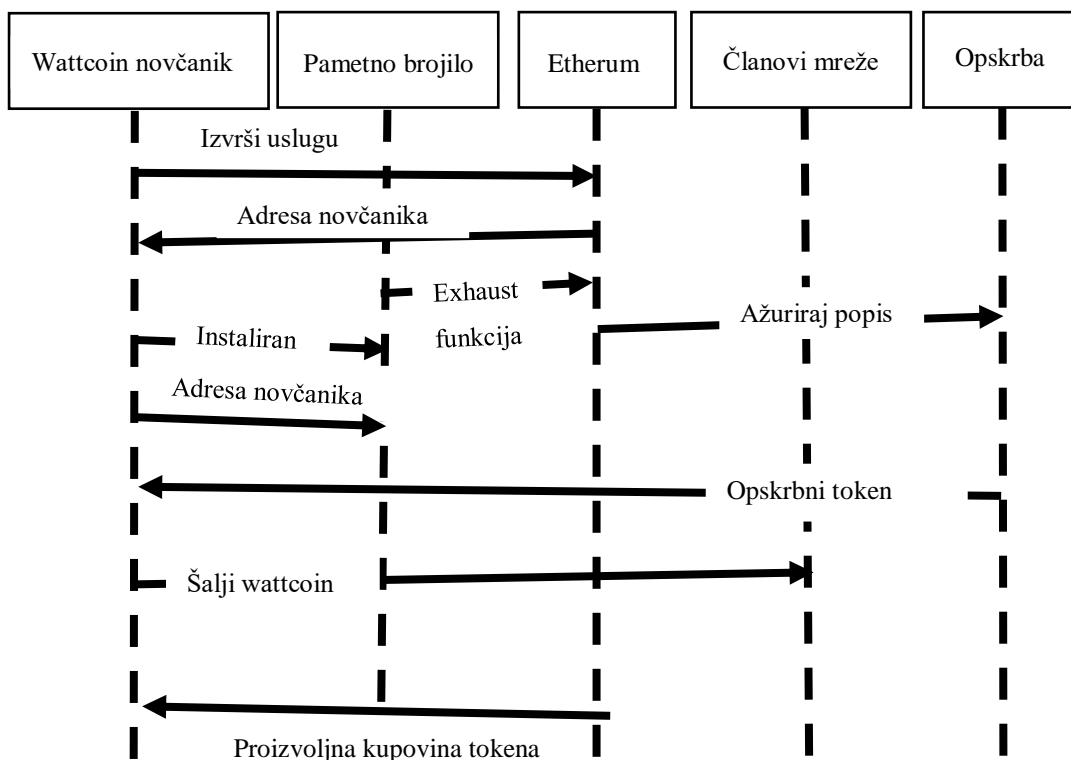 Wattcoin novčanik
Pametno brojilo
Etherum
Članovi mreže
Opskrba
Izvrši uslugu
Adresa novčanika
Exhaust
funkcija
Ažuriraj popis
Instaliran
Adresa novčanika
Opskrbni token
Šalji wattcoin
Proizvoljna kupovina tokena